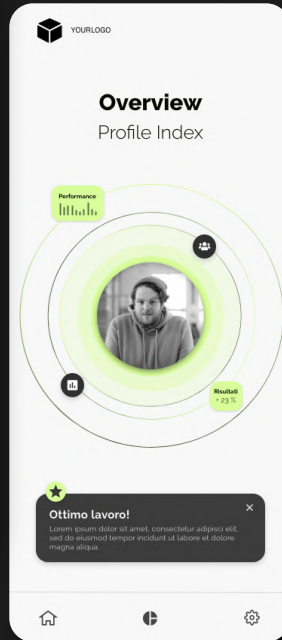 YOURLOGO
Overview
Profile Index
Performance
Risultati
+ 23 %
Ottimo lavoro!
Lorem ipsum dolor sit amet, consectetur adipisci elit,
sed do eiusmod tempor incidunt ut labore et dolore
magna aliqua.